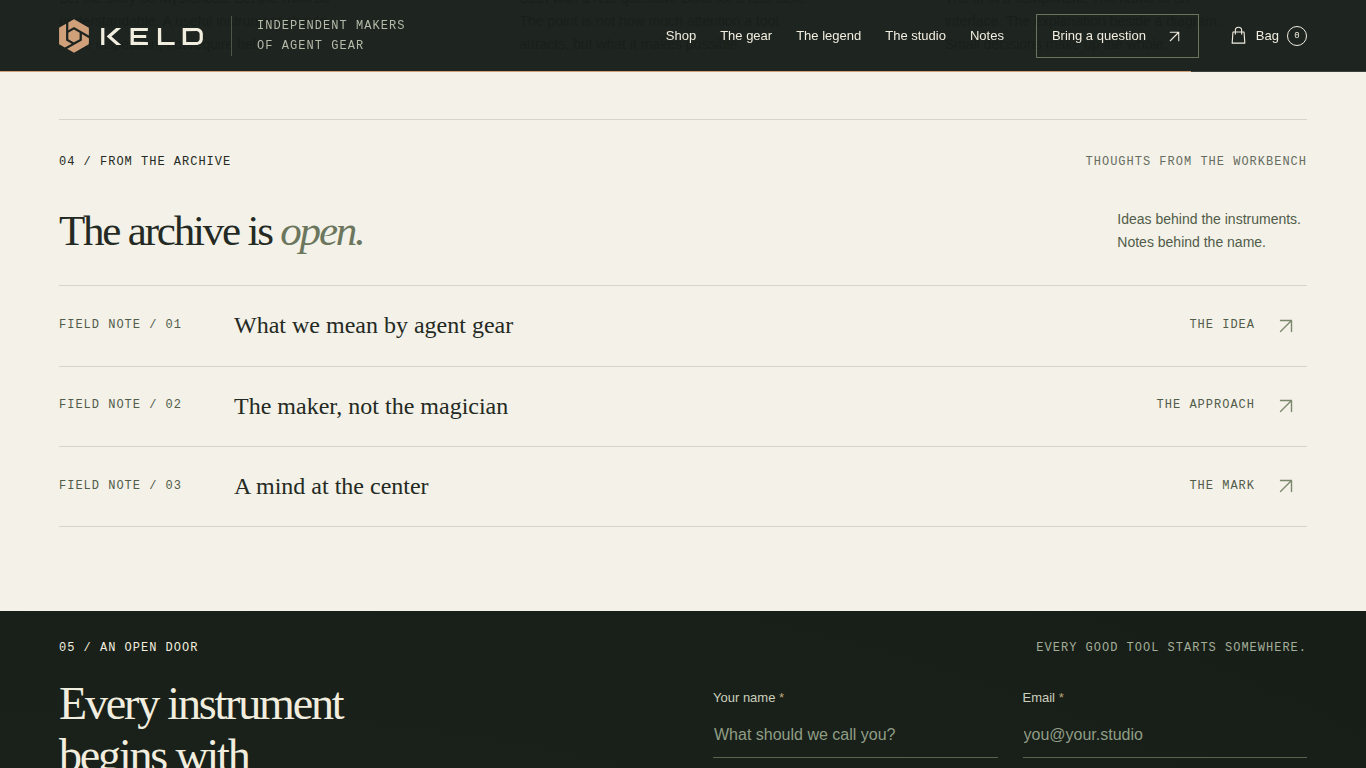 KELD
INDEPENDENT MAKERS
OF AGENT GEAR
Shop
The gear
The legend
The studio
Notes
Bring a question
Bag
0
04 / FROM THE ARCHIVE
THOUGHTS FROM THE WORKBENCH
The archive is open.
Ideas behind the instruments.
Notes behind the name.
FIELD NOTE / 01
What we mean by agent gear
THE IDEA
FIELD NOTE / 02
The maker, not the magician
THE APPROACH
FIELD NOTE / 03
A mind at the center
THE MARK
05 / AN OPEN DOOR
EVERY GOOD TOOL STARTS SOMEWHERE.
Every instrument
begins with
Your name *
What should we call you?
Email *
you@your.studio